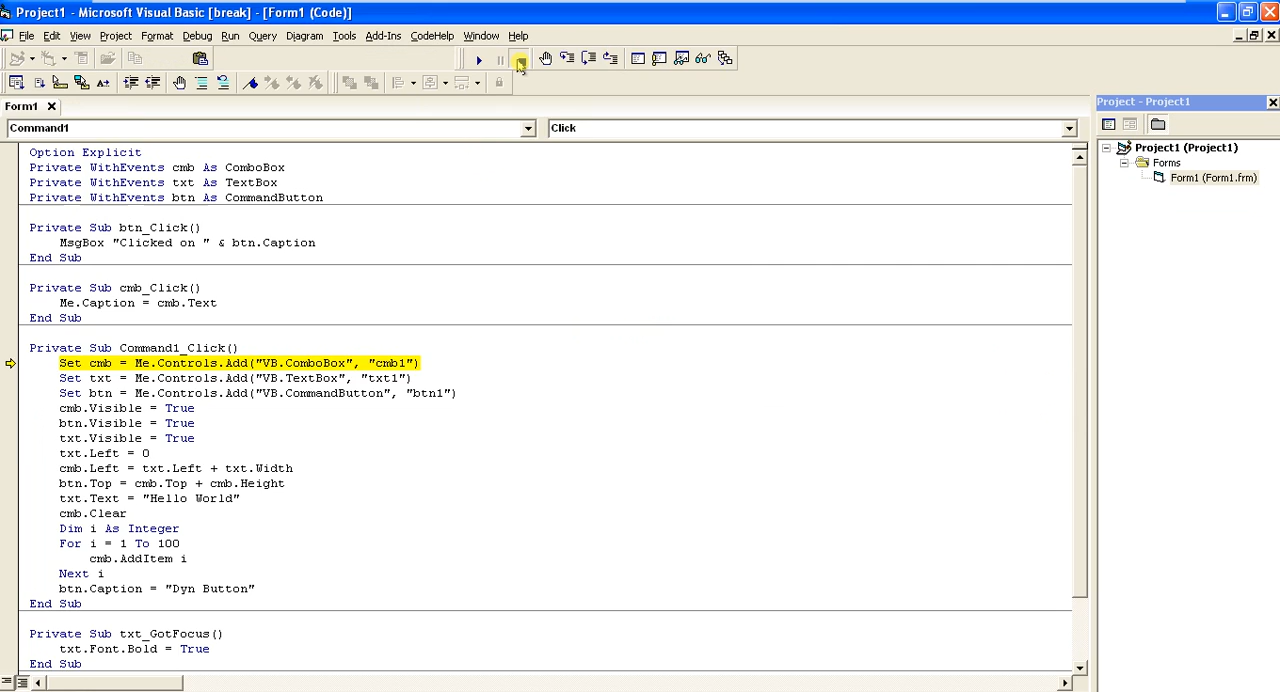 Project1 - Microsoft Visual Basic [break] - [Form1 (Code)]
File Edit View Project Format Debug Run Query Diagram Tools Add-Ins CodeHelp Window Help
Form1
Project - Project1
Command1
Click
Project1 (Project1)
Forms
Form1 (Form1.frm)
Option Explicit
Private WithEvents cmb As ComboBox
Private WithEvents txt As TextBox
Private WithEvents btn As CommandButton
Private Sub btn_Click()
MsgBox "Clicked on " & btn.Caption
End Sub
Private Sub cmb_Click()
Me.Caption = cmb.Text
End Sub
Private Sub Command1_Click()
Set cmb = Me.Controls.Add("VB.ComboBox", "cmb1")
Set txt = Me.Controls.Add("VB.TextBox", "txt1")
Set btn = Me.Controls.Add("VB.CommandButton", "btn1")
cmb.Visible = True
btn.Visible = True
txt.Visible = True
txt.Left = 0
cmb.Left = txt.Left + txt.Width
btn.Top = cmb.Top + cmb.Height
txt.Text = "Hello World"
cmb.Clear
Dim i As Integer
For i = 1 To 100
cmb.AddItem i
Next i
btn.Caption = "Dyn Button"
End Sub
Private Sub txt_GotFocus()
txt.Font.Bold = True
End Sub